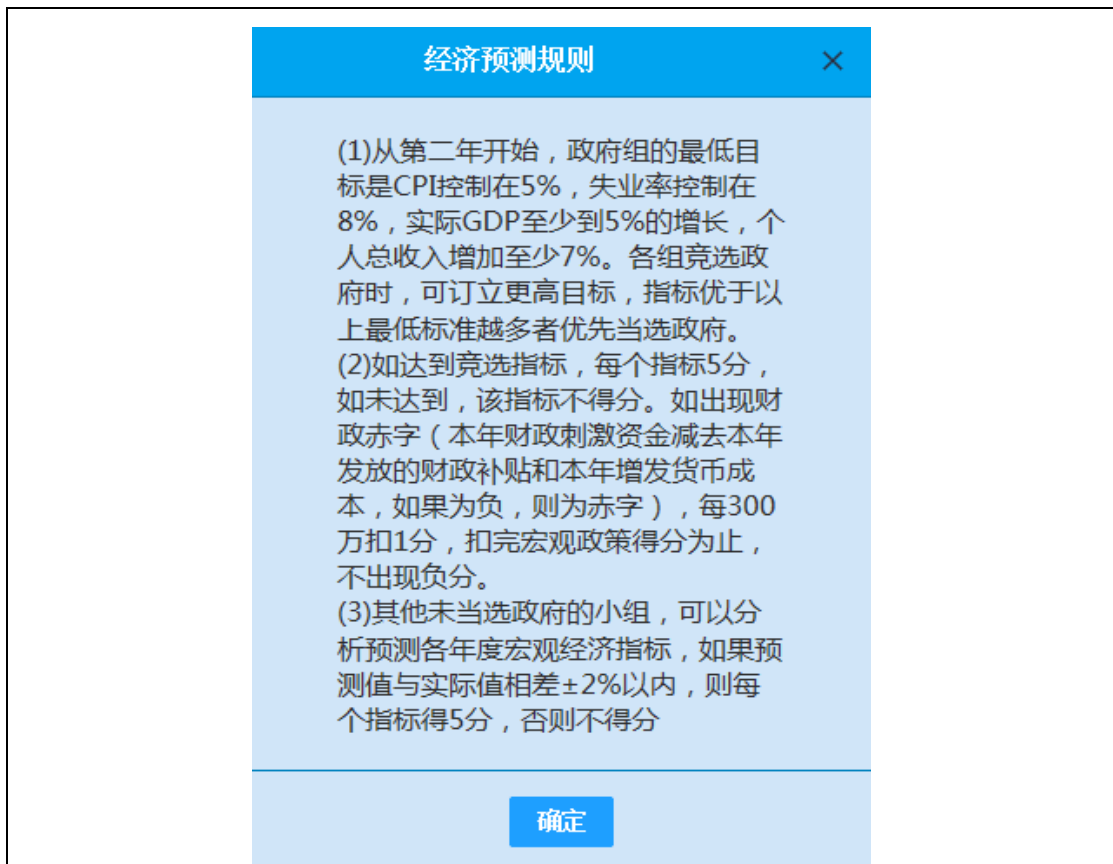 经济预测规则 ×
(1)从第二年开始，政府组的最低目
标是CPI控制在5%，失业率控制在
8%，实际GDP至少到5%的增长，个
人总收入增加至少7%。各组竞选政
府时，可订立更高目标，指标优于以
上最低标准越多者优先当选政府。
(2)如达到竞选指标，每个指标5分，
如未达到，该指标不得分。如出现财
政赤字（本年财政刺激资金减去本年
发放的财政补贴和本年增发货币成
本，如果为负，则为赤字），每300
万扣1分，扣完宏观政策得分为止，
不出现负分。
(3)其他未当选政府的小组，可以分
析预测各年度宏观经济指标，如果预
测值与实际值相差±2%以内，则每
个指标得5分，否则不得分
确定